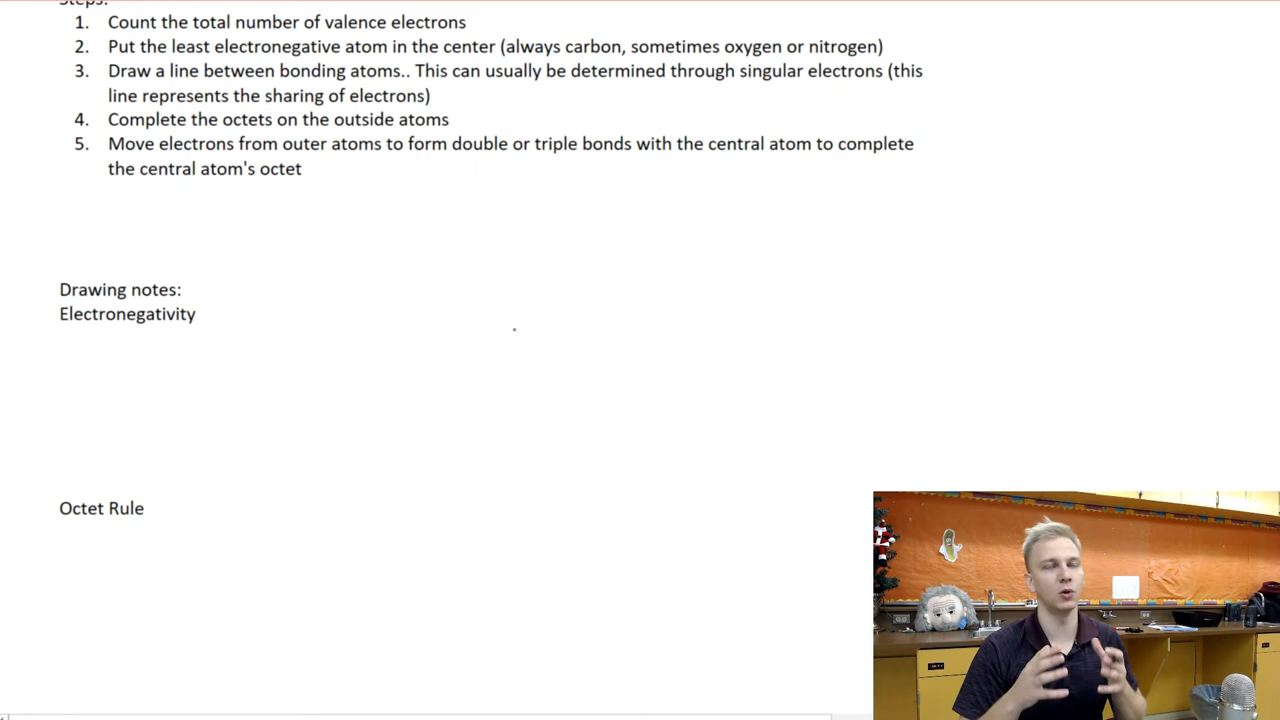 Steps:
1. Count the total number of valence electrons
2. Put the least electronegative atom in the center (always carbon, sometimes oxygen or nitrogen)
3. Draw a line between bonding atoms.. This can usually be determined through singular electrons (this
line represents the sharing of electrons)
4. Complete the octets on the outside atoms
5. Move electrons from outer atoms to form double or triple bonds with the central atom to complete
the central atom's octet
Drawing notes:
Electronegativity
Octet Rule